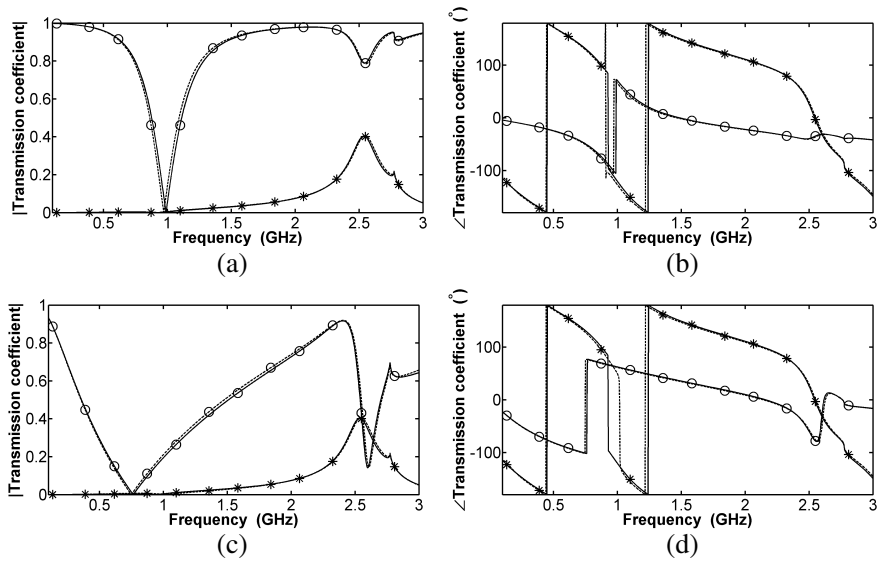 |Transmission coefficient|
1
0.8
0.6
0.4
0.2
0
0.5 1 1.5 2 2.5 3
Frequency (GHz)
(a)
∠Transmission coefficient (°)
100
0
-100
0.5 1 1.5 2 2.5 3
Frequency (GHz)
(b)
|Transmission coefficient|
1
0.8
0.6
0.4
0.2
0
0.5 1 1.5 2 2.5 3
Frequency (GHz)
(c)
∠Transmission coefficient (°)
100
0
-100
0.5 1 1.5 2 2.5 3
Frequency (GHz)
(d)